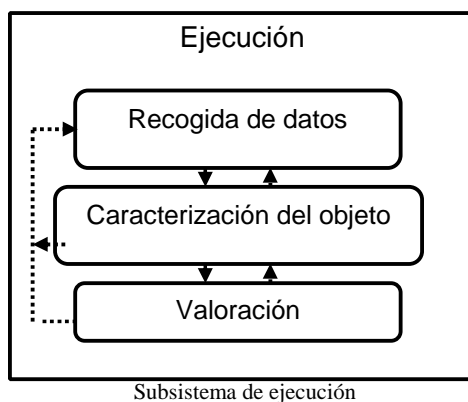 Ejecución
Recogida de datos
Caracterización del objeto
Valoración
Subsistema de ejecución